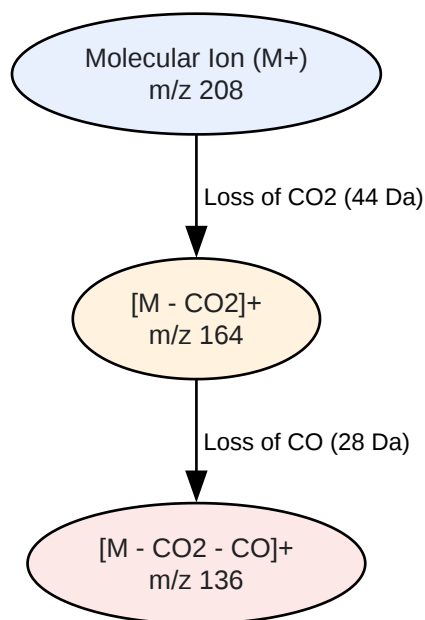 Molecular Ion (M+)
m/z 208
Loss of CO2 (44 Da)
[M - CO2]+
m/z 164
Loss of CO (28 Da)
[M - CO2 - CO]+
m/z 136